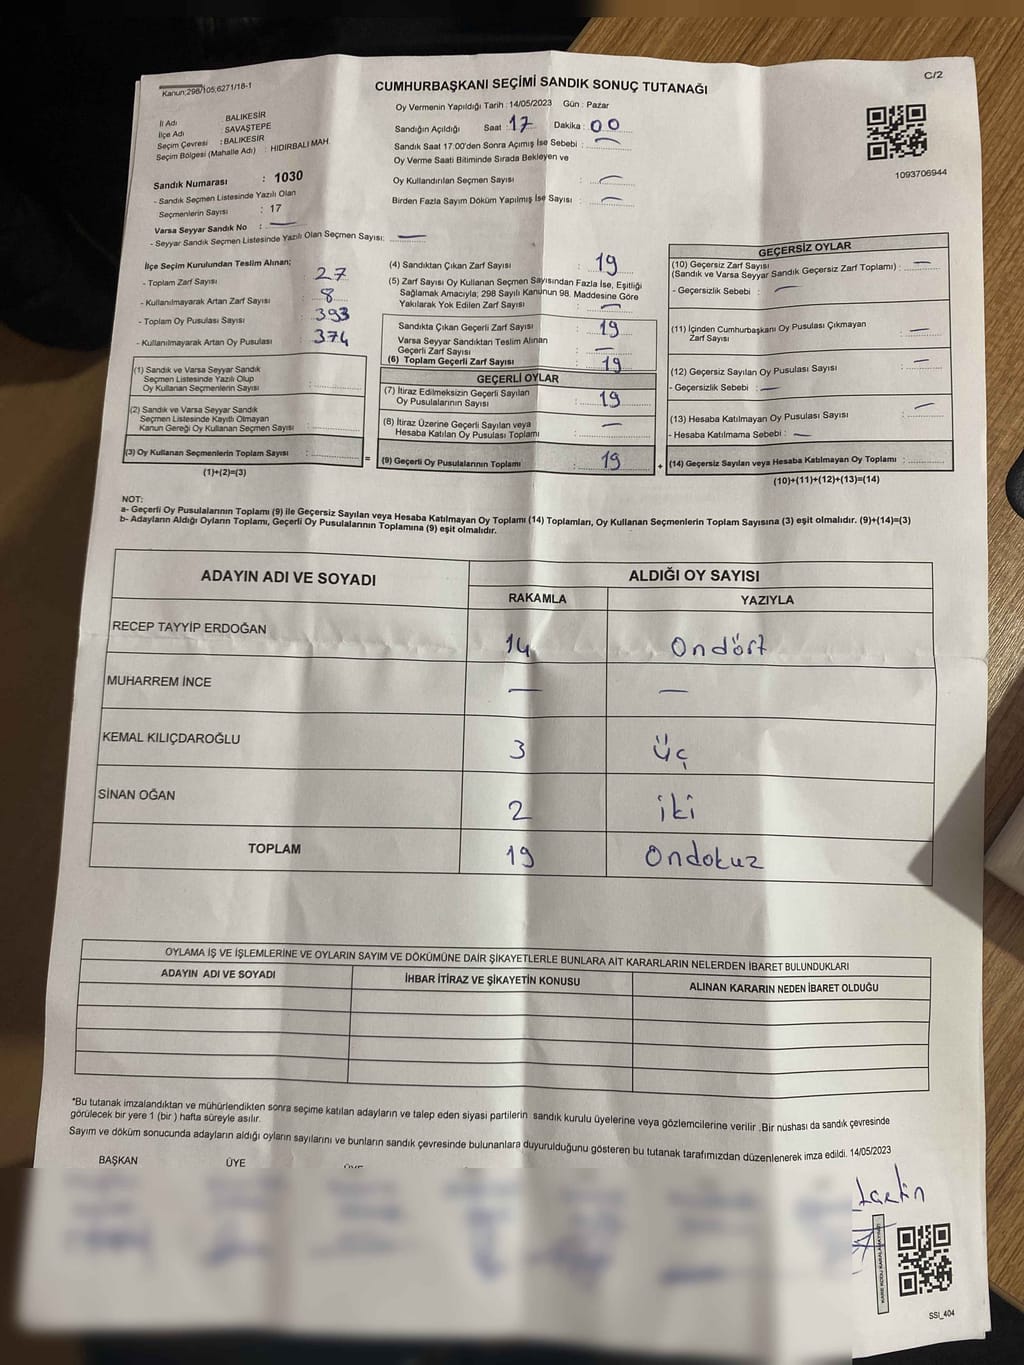 C/2
Kanun;298/105;6271/18-1
CUMHURBAŞKANI SEÇİMİ SANDIK SONUÇ TUTANAĞI
İl Adı BALIKESİR
İlçe Adı : SAVAŞTEPE
Seçim Çevresi : BALIKESİR
Seçim Bölgesi (Mahalle Adı) : HIDIRBALI MAH.
Oy Vermenin Yapıldığı Tarih : 14/05/2023 Gün : Pazar
Sandığın Açıldığı Saat : 17 Dakika : 00
Sandık Saat 17:00'den Sonra Açımış İse Sebebi : —
Oy Verme Saati Bitiminde Sırada Bekleyen ve
Oy Kullandırılan Seçmen Sayısı : —
Birden Fazla Sayım Döküm Yapılmış İse Sayısı : —
1093706944
Sandık Numarası : 1030
- Sandık Seçmen Listesinde Yazılı Olan
Seçmenlerin Sayısı : 17
Varsa Seyyar Sandık No : —
- Seyyar Sandık Seçmen Listesinde Yazılı Olan Seçmen Sayısı: —
İlçe Seçim Kurulundan Teslim Alınan;
- Toplam Zarf Sayısı : 27
- Kullanılmayarak Artan Zarf Sayısı : 8
- Toplam Oy Pusulası Sayısı : 393
- Kullanılmayarak Artan Oy Pusulası : 374
(1) Sandık ve Varsa Seyyar Sandık
Seçmen Listesinde Yazılı Olup
Oy Kullanan Seçmenlerin Sayısı :
(2) Sandık ve Varsa Seyyar Sandık
Seçmen Listesinde Kayıtlı Olmayan
Kanun Gereği Oy Kullanan Seçmen Sayısı :
(3) Oy Kullanan Seçmenlerin Toplam Sayısı :
(1)+(2)=(3)
(4) Sandıktan Çıkan Zarf Sayısı : 19
(5) Zarf Sayısı Oy Kullanan Seçmen Sayısından Fazla İse, Eşitliği
Sağlamak Amacıyla; 298 Sayılı Kanunun 98. Maddesine Göre
Yakılarak Yok Edilen Zarf Sayısı : —
Sandıkta Çıkan Geçerli Zarf Sayısı : 19
Varsa Seyyar Sandıktan Teslim Alınan
Geçerli Zarf Sayısı : —
(6) Toplam Geçerli Zarf Sayısı : 19
GEÇERLİ OYLAR
(7) İtiraz Edilmeksizin Geçerli Sayılan
Oy Pusulalarının Sayısı : 19
(8) İtiraz Üzerine Geçerli Sayılan veya
Hesaba Katılan Oy Pusulası Toplamı : —
= (9) Geçerli Oy Pusulalarının Toplamı : 19
GEÇERSİZ OYLAR
(10) Geçersiz Zarf Sayısı
(Sandık ve Varsa Seyyar Sandık Geçersiz Zarf Toplamı) : —
- Geçersizlik Sebebi : —
(11) İçinden Cumhurbaşkanı Oy Pusulası Çıkmayan
Zarf Sayısı : —
(12) Geçersiz Sayılan Oy Pusulası Sayısı : —
- Geçersizlik Sebebi : —
(13) Hesaba Katılmayan Oy Pusulası Sayısı : —
- Hesaba Katılmama Sebebi : —
+ (14) Geçersiz Sayılan veya Hesaba Katılmayan Oy Toplamı :
(10)+(11)+(12)+(13)=(14)
NOT:
a- Geçerli Oy Pusulalarının Toplamı (9) ile Geçersiz Sayılan veya Hesaba Katılmayan Oy Toplamı (14) Toplamları, Oy Kullanan Seçmenlerin Toplam Sayısına (3) eşit olmalıdır. (9)+(14)=(3)
b- Adayların Aldığı Oyların Toplamı, Geçerli Oy Pusulalarının Toplamına (9) eşit olmalıdır.
ADAYIN ADI VE SOYADI ALDIĞI OY SAYISI
RAKAMLA YAZIYLA
RECEP TAYYİP ERDOĞAN 14 Ondört
MUHARREM İNCE — —
KEMAL KILIÇDAROĞLU 3 üç
SİNAN OĞAN 2 iki
TOPLAM 19 Ondokuz
OYLAMA İŞ VE İŞLEMLERİNE VE OYLARIN SAYIM VE DÖKÜMÜNE DAİR ŞİKAYETLERLE BUNLARA AİT KARARLARIN NELERDEN İBARET BULUNDUKLARI
ADAYIN ADI VE SOYADI İHBAR İTİRAZ VE ŞİKAYETİN KONUSU ALINAN KARARIN NEDEN İBARET OLDUĞU
*Bu tutanak imzalandıktan ve mühürlendikten sonra seçime katılan adayların ve talep eden siyasi partilerin sandık kurulu üyelerine veya gözlemcilerine verilir .Bir nüshası da sandık çevresinde
görülecek bir yere 1 (bir ) hafta süreyle asılır.
Sayım ve döküm sonucunda adayların aldığı oyların sayılarını ve bunların sandık çevresinde bulunanlara duyurulduğunu gösteren bu tutanak tarafımızdan düzenlenerek imza edildi. 14/05/2023
BAŞKAN ÜYE
SSI_404